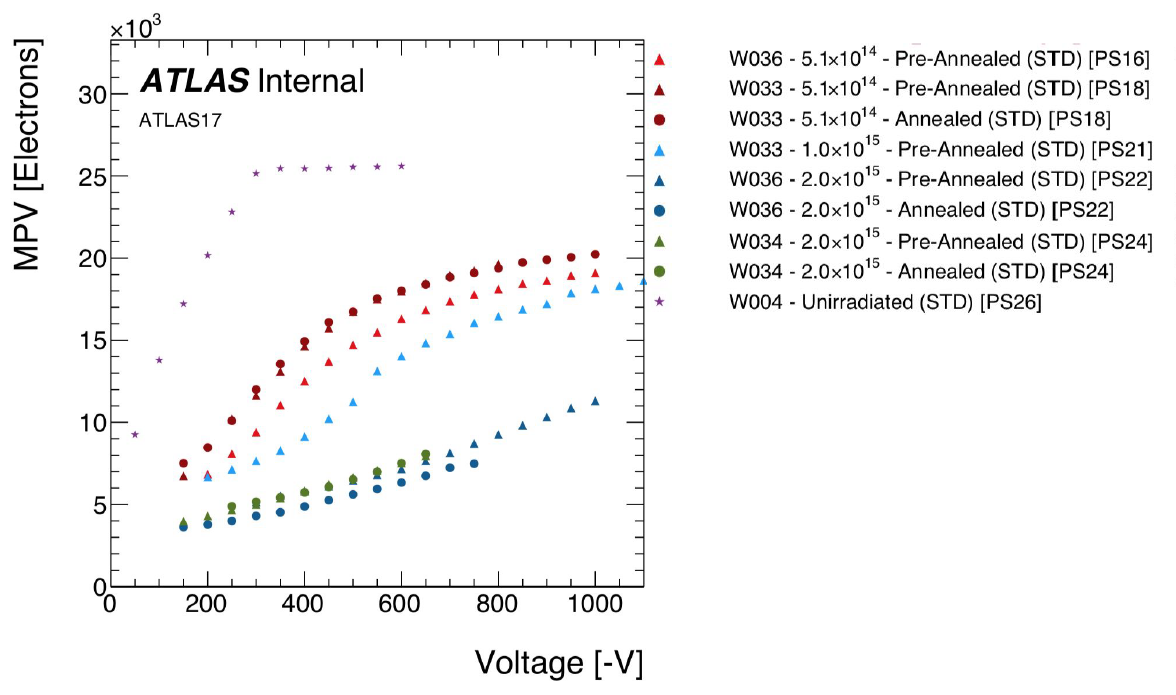 ×10³
MPV [Electrons]
ATLAS Internal
ATLAS17
30
25
20
15
10
5
0
0 200 400 600 800 1000
Voltage [-V]
W036 - 5.1×10¹⁴ - Pre-Annealed (STD) [PS16]
W033 - 5.1×10¹⁴ - Pre-Annealed (STD) [PS18]
W033 - 5.1×10¹⁴ - Annealed (STD) [PS18]
W033 - 1.0×10¹⁵ - Pre-Annealed (STD) [PS21]
W036 - 2.0×10¹⁵ - Pre-Annealed (STD) [PS22]
W036 - 2.0×10¹⁵ - Annealed (STD) [PS22]
W034 - 2.0×10¹⁵ - Pre-Annealed (STD) [PS24]
W034 - 2.0×10¹⁵ - Annealed (STD) [PS24]
W004 - Unirradiated (STD) [PS26]